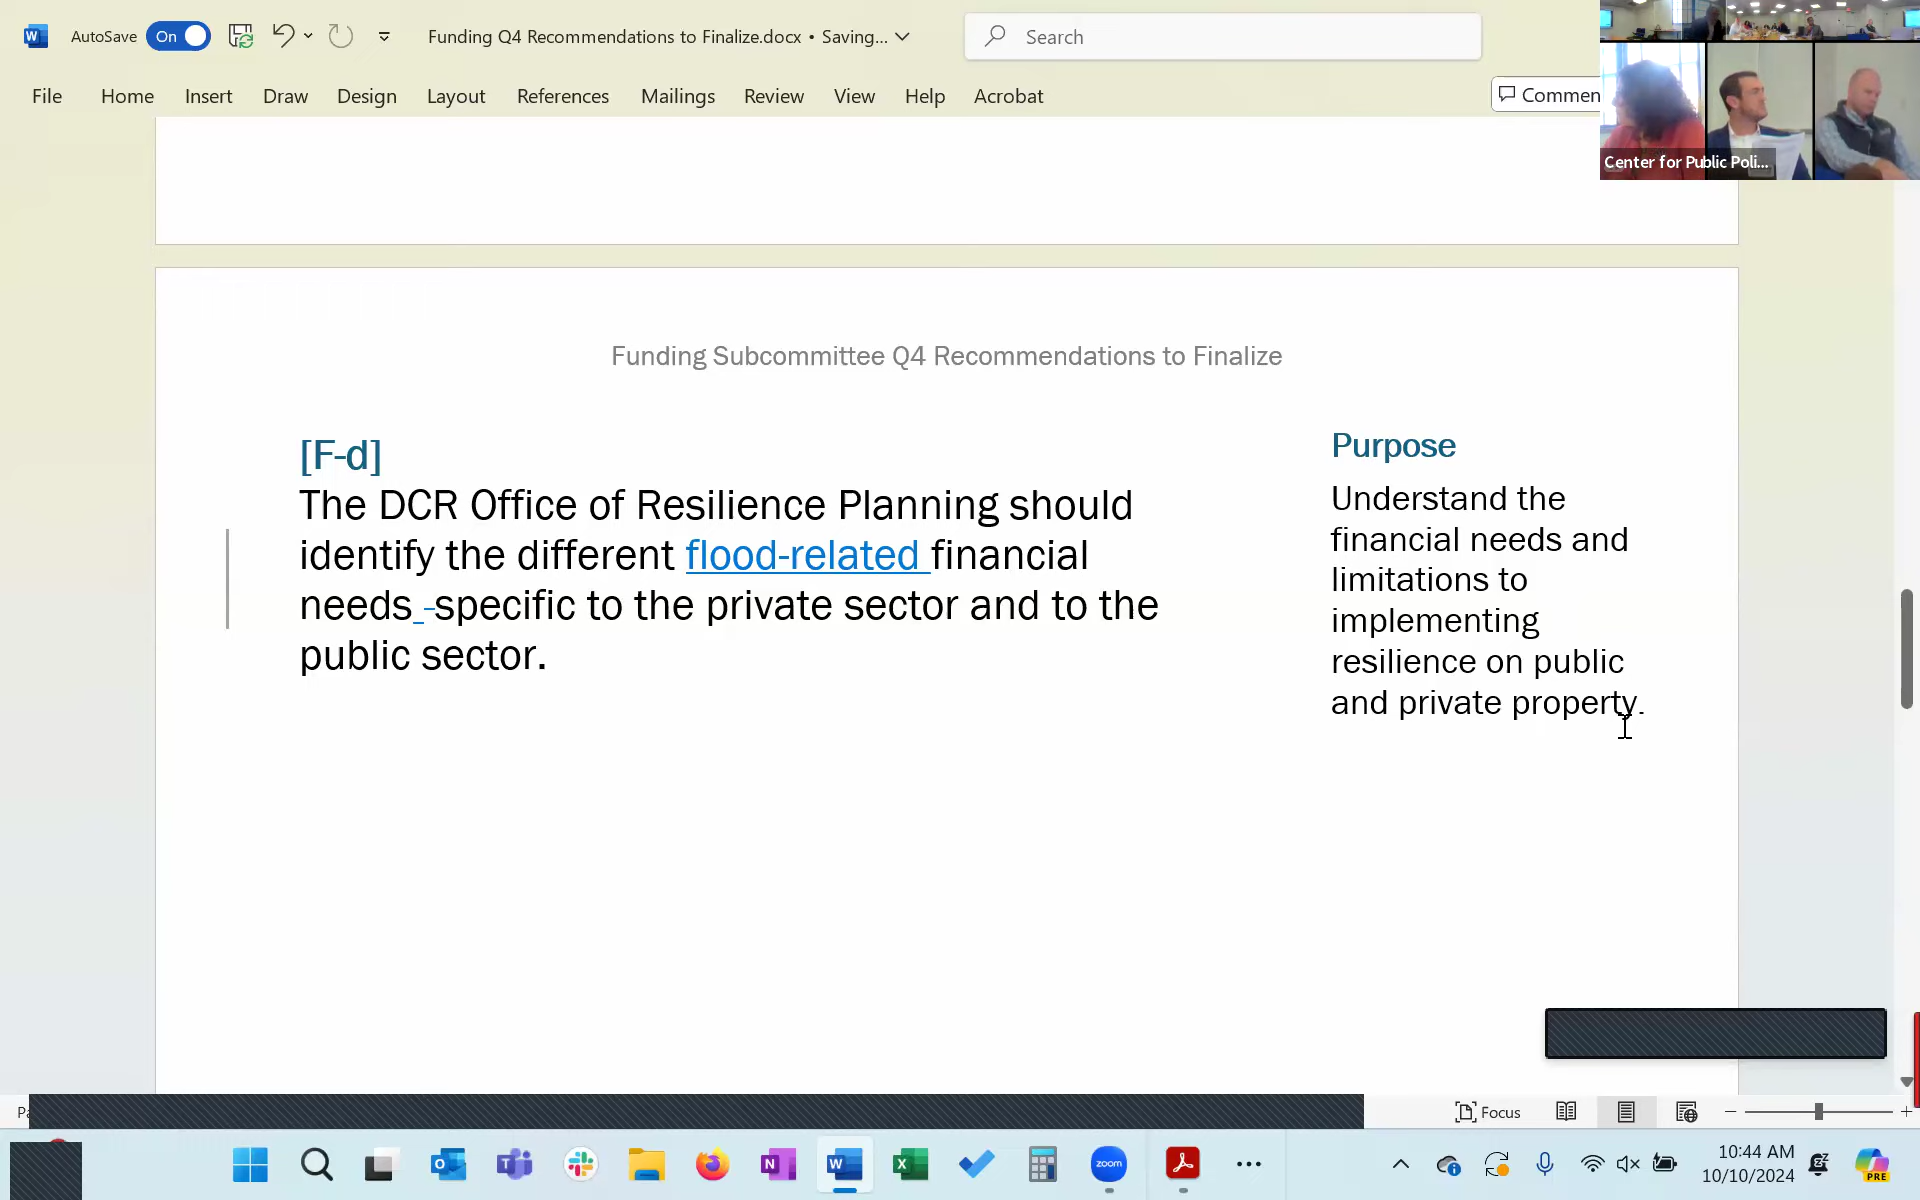 AutoSave On Funding Q4 Recommendations to Finalize.docx • Saving... Search
File Home Insert Draw Design Layout References Mailings Review View Help Acrobat Commen
Center for Public Poli...
Funding Subcommittee Q4 Recommendations to Finalize
[F-d]
The DCR Office of Resilience Planning should
identify the different flood-related financial
needs -specific to the private sector and to the
public sector.
Purpose
Understand the
financial needs and
limitations to
implementing
resilience on public
and private property.
Focus
zoom
10:44 AM
10/10/2024
PRE